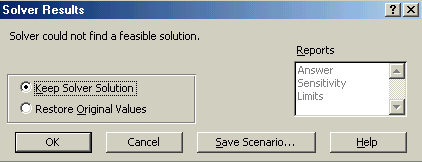 Solver Results
Solver could not find a feasible solution.
Reports
Keep Solver Solution
Restore Original Values
Answer
Sensitivity
Limits
OK
Cancel
Save Scenario...
Help